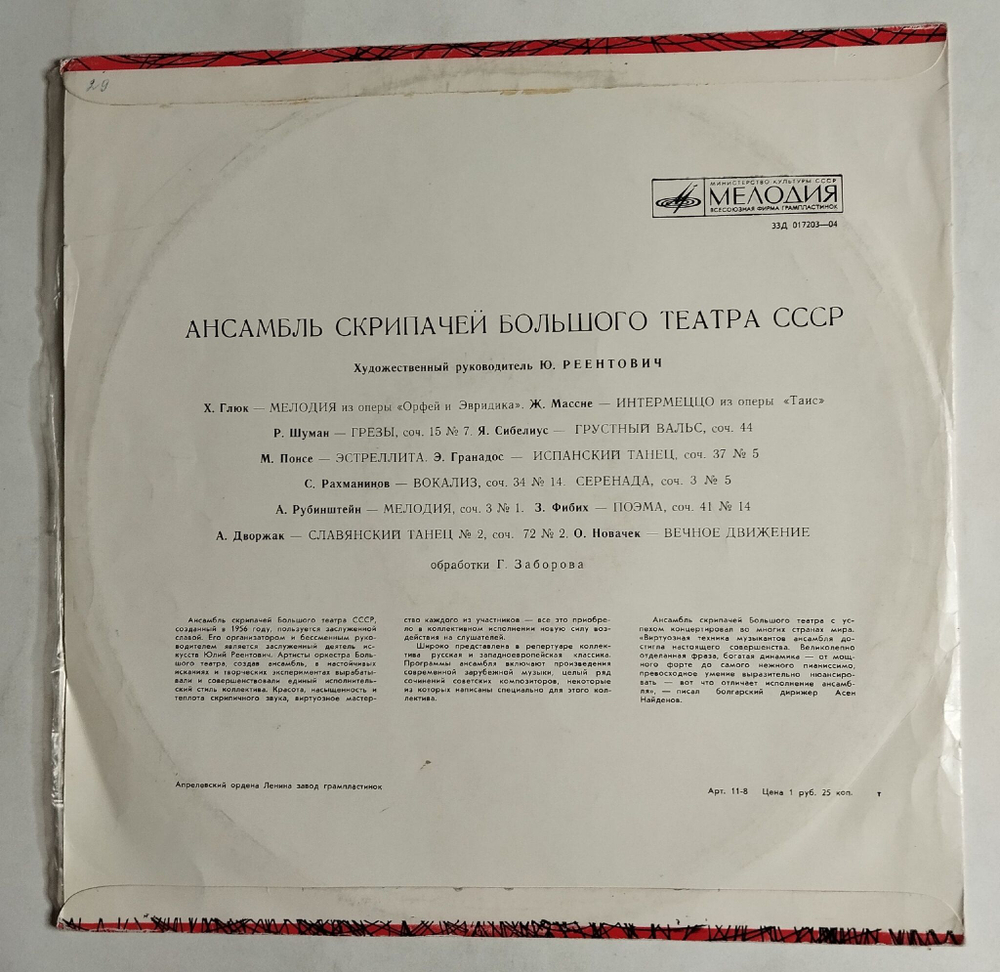 29
МИНИСТЕРСТВО КУЛЬТУРЫ СССР
МЕЛОДИЯ
ВСЕСОЮЗНАЯ ФИРМА ГРАМПЛАСТИНОК
33Д 017203—04
АНСАМБЛЬ СКРИПАЧЕЙ БОЛЬШОГО ТЕАТРА СССР
Художественный руководитель Ю. РЕЕНТОВИЧ
Х. Глюк — МЕЛОДИЯ из оперы «Орфей и Эвридика». Ж. Массне — ИНТЕРМЕЦЦО из оперы «Таис»
Р. Шуман — ГРЕЗЫ, соч. 15 № 7. Я. Сибелиус — ГРУСТНЫЙ ВАЛЬС, соч. 44
М. Понсе — ЭСТРЕЛЛИТА. Э. Гранадос — ИСПАНСКИЙ ТАНЕЦ, соч. 37 № 5
С. Рахманинов — ВОКАЛИЗ, соч. 34 № 14. СЕРЕНАДА, соч. 3 № 5
А. Рубинштейн — МЕЛОДИЯ, соч. 3 № 1. З. Фибих — ПОЭМА, соч. 41 № 14
А. Дворжак — СЛАВЯНСКИЙ ТАНЕЦ № 2, соч. 72 № 2. О. Новачек — ВЕЧНОЕ ДВИЖЕНИЕ
обработки Г. Заборова
Ансамбль скрипачей Большого театра СССР,
созданный в 1956 году, пользуется заслуженной
славой. Его организатором и бессменным руко-
водителем является заслуженный деятель ис-
кусств Юлий Реентович. Артисты оркестра Боль-
шого театра, создав ансамбль, в настойчивых
исканиях и творческих экспериментах вырабаты-
вали и совершенствовали единый исполнитель-
ский стиль коллектива. Красота, насыщенность и
теплота скрипичного звука, виртуозное мастер-
ство каждого из участников — все это приобре-
ло в коллективном исполнении новую силу воз-
действия на слушателей.
Широко представлена в репертуаре коллек-
тива русская и западноевропейская классика.
Программы ансамбля включают произведения
современной зарубежной музыки, целый ряд
сочинений советских композиторов, некоторые
из которых написаны специально для этого кол-
лектива.
Ансамбль скрипачей Большого театра с ус-
пехом концертировал во многих странах мира.
«Виртуозная техника музыкантов ансамбля до-
стигла настоящего совершенства. Великолепно
отделанная фраза, богатая динамика — от мощ-
ного форте до самого нежного пианиссимо,
превосходное умение выразительно нюансиро-
вать — вот что отличает исполнение ансамб-
ля», — писал болгарский дирижер Асен
Найденов.
Апрелевский ордена Ленина завод грампластинок
Арт. 11-8 Цена 1 руб. 25 коп. т